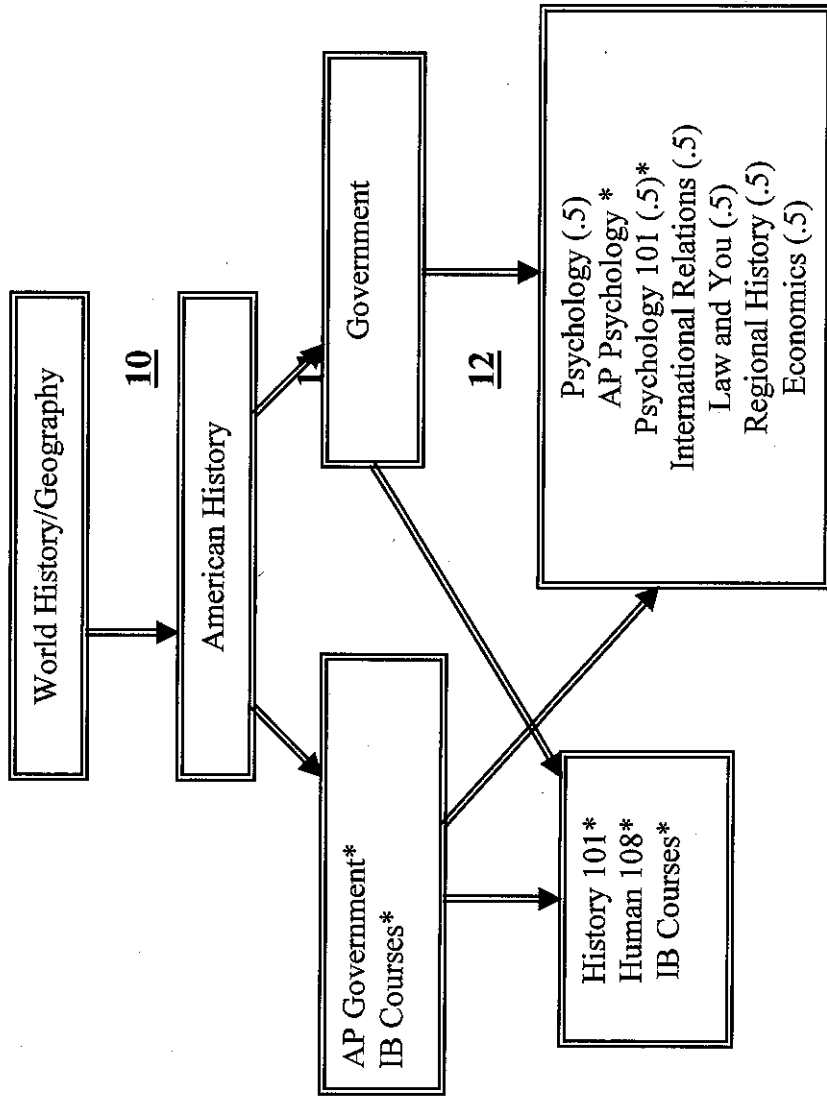 World History/Geography
10
American History
1
AP Government*
IB Courses*
Government
12
History 101*
Human 108*
IB Courses*
Psychology (.5)
AP Psychology *
Psychology 101 (.5)*
International Relations (.5)
Law and You (.5)
Regional History (.5)
Economics (.5)